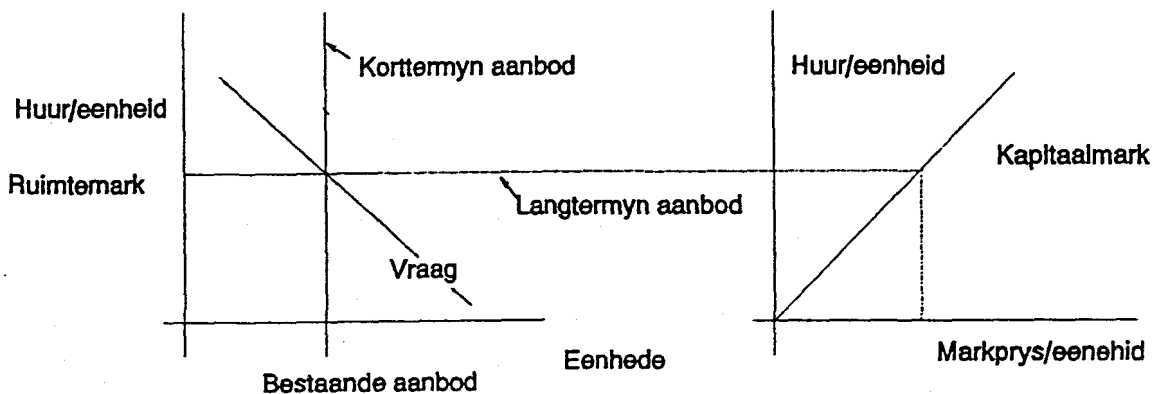 Korttermyn aanbod
Huur/eenheid
Huur/eenheid
Kapitaalmark
Ruimtemark
Langtermyn aanbod
Vraag
Eenhede
Markprys/eenehid
Bestaande aanbod